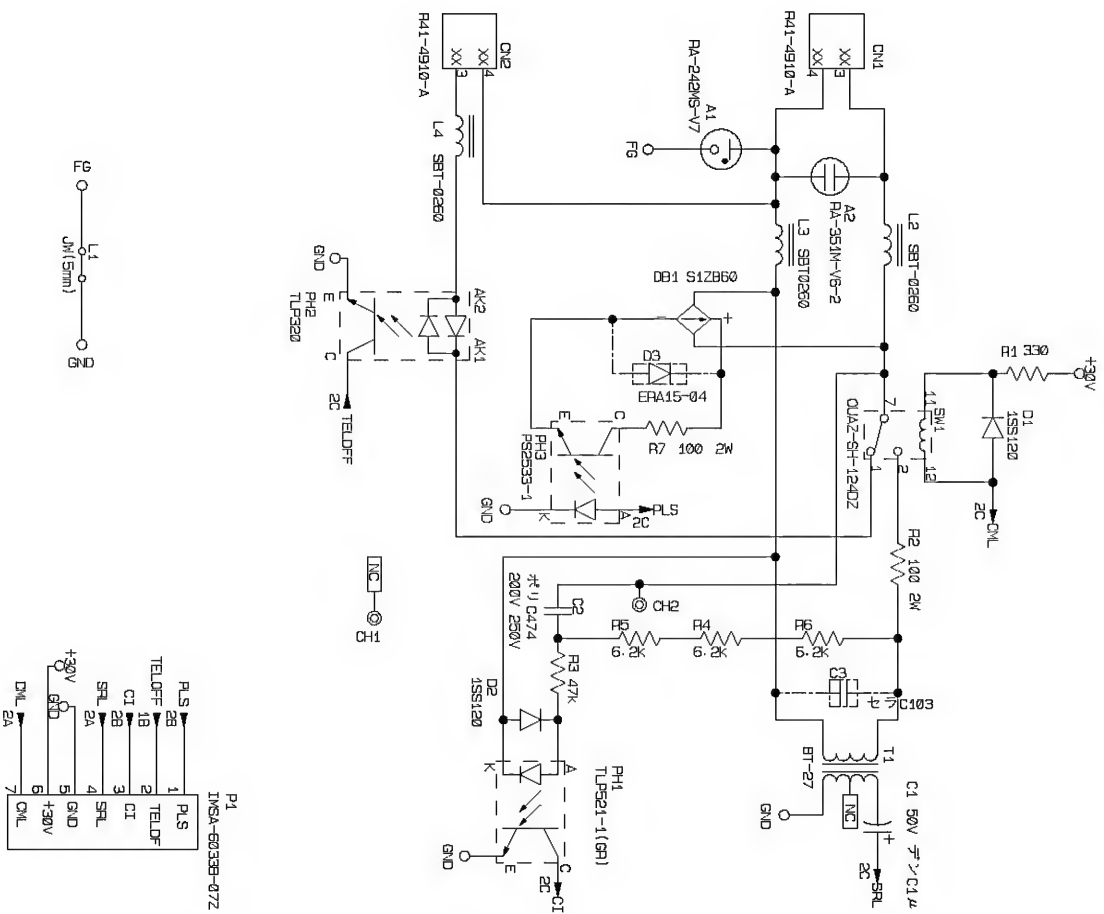 CN2
R41-4910-A
XX 3
XX 4
L4 SBT-0260
CN1
R41-4910-A
XX 3
XX 4
A1
RA-242MS-V7
FG
A2
RA-351M-V6-2
L2 SBT-0260
L3 SBT0260
DB1 S1ZB60
-
+
D3
ERA15-04
R7 100 2W
PH3
PS2533-1
E
C
K
A
GND
PLS
2C
AK2
AK1
PH2
TLP320
E
C
GND
TELOFF
2C
FG
L1
JW(5mm)
GND
+30V
R1 330
D1
1SS120
SW1
11
12
7
1
2
OUAZ-SH-124DZ
CML
2C
R2 100 2W
NC
CH1
CH2
C2
ポリ C474
200V 250V
R5
6.2K
R4
6.2K
R6
6.2K
R3 47K
D2
1SS120
C3
セラ C103
T1
BT-27
NC
GND
C1 50V デンC1μ
+
SRL
2C
PH1
TLP521-1(GR)
K
A
E
C
GND
CI
2C
P1
IMSA-6033B-07Z
PLS 2B 1 PLS
TELOFF 1B 2 TELOF
CI 2B 3 CI
SRL 2A 4 SRL
GND 5 GND
+30V 6 +30V
CML 2A 7 CML